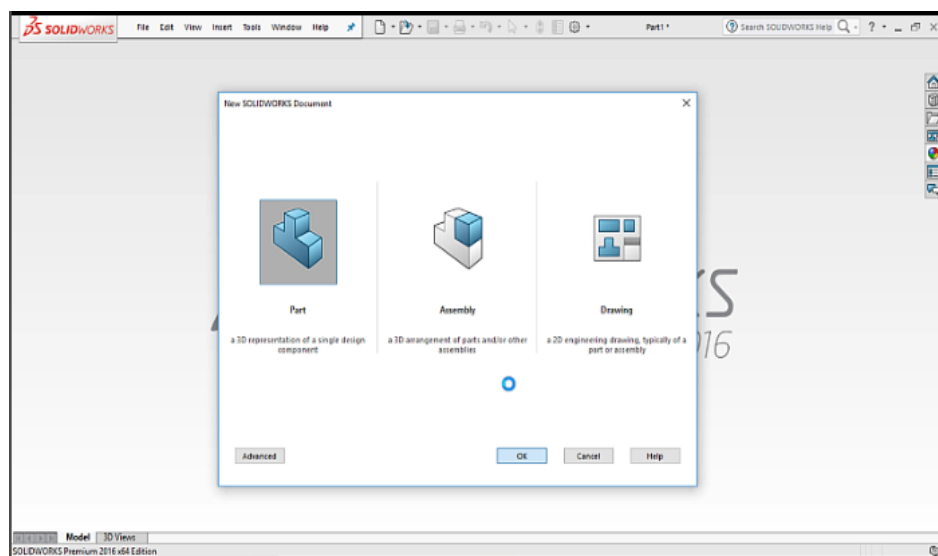 SOLIDWORKS File Edit View Insert Tools Window Help Part1 * Search SOLIDWORKS Help
New SOLIDWORKS Document
Part Assembly Drawing
a 3D representation of a single design a 3D arrangement of parts and/or other a 2D engineering drawing, typically of a
component assemblies part or assembly
016
Advanced OK Cancel Help
Model 3D Views
SOLIDWORKS Premium 2016 x64 Edition